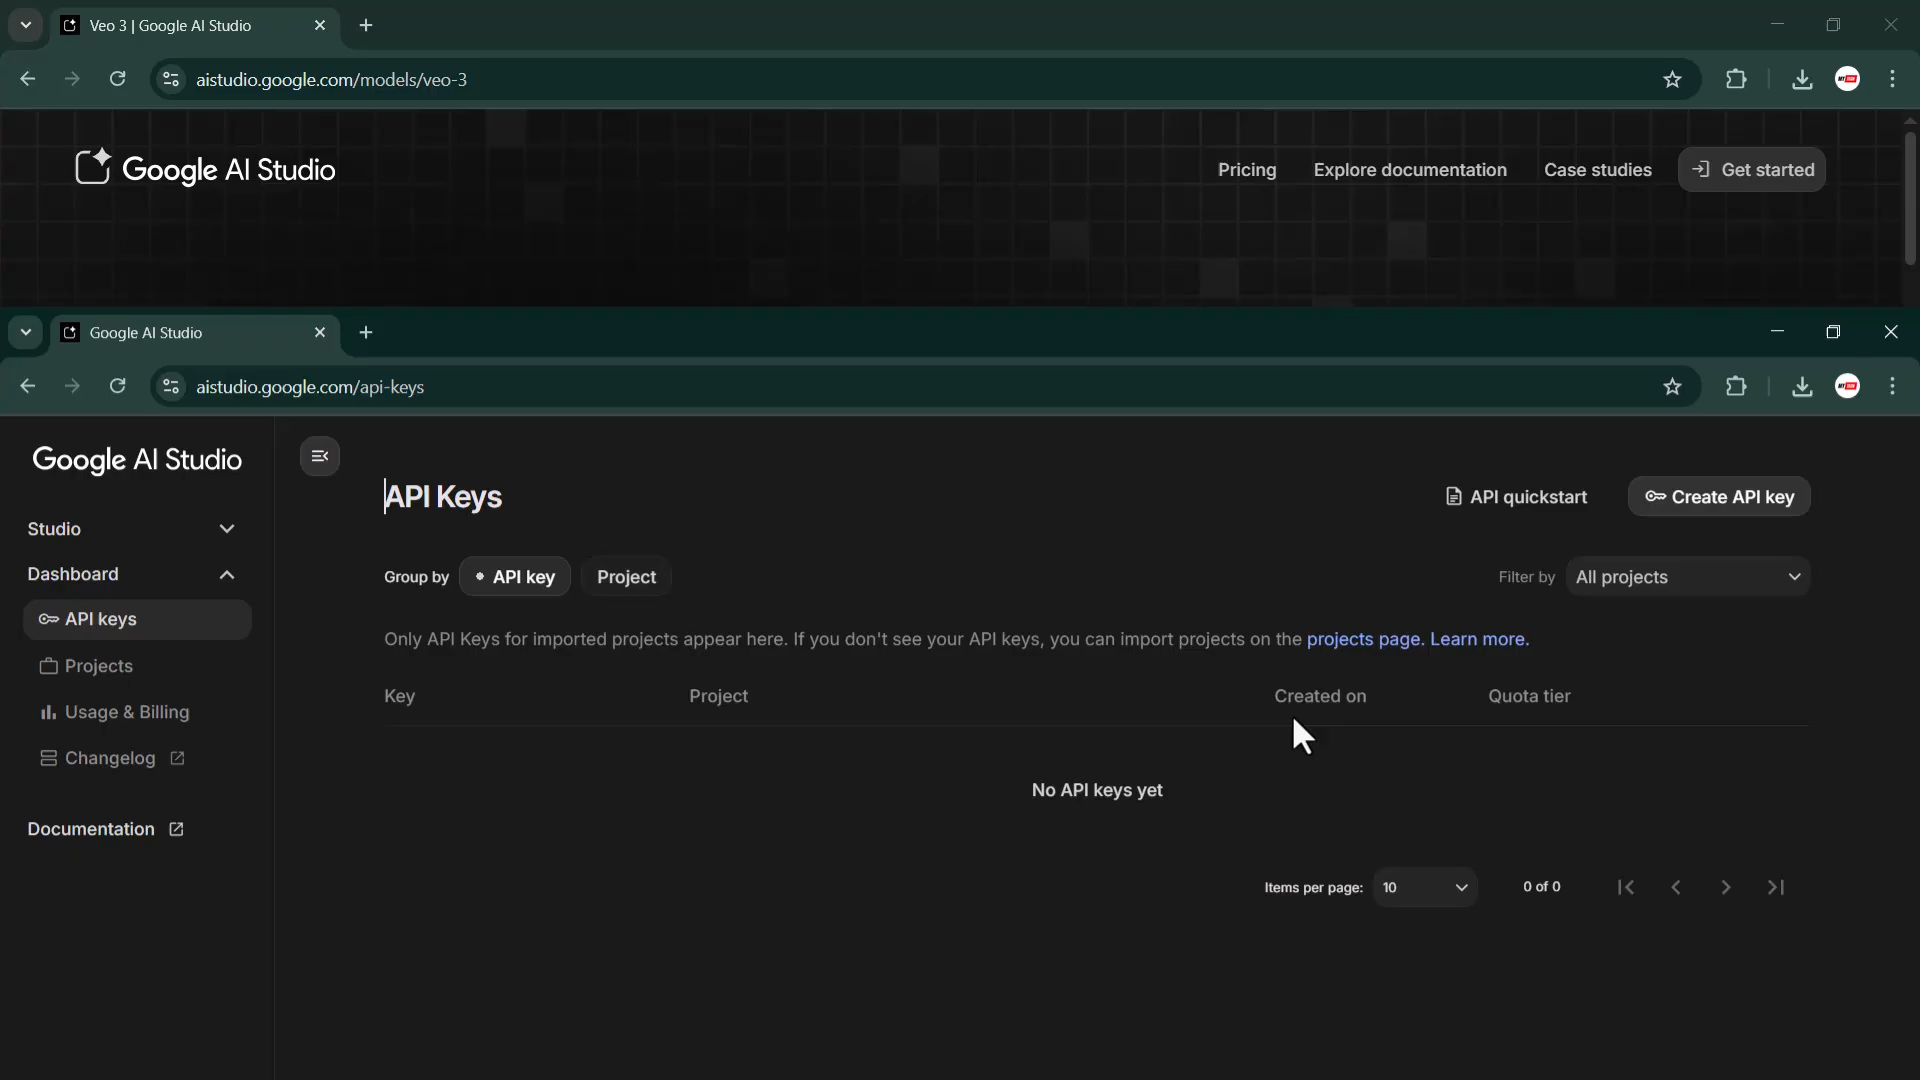 Veo 3 | Google AI Studio
aistudio.google.com/models/veo-3
Google AI Studio
Pricing
Explore documentation
Case studies
Get started
Google AI Studio
aistudio.google.com/api-keys
Google AI Studio
Studio
Dashboard
API keys
Projects
Usage & Billing
Changelog
Documentation
API Keys
API quickstart
Create API key
Group by
API key
Project
Filter by
All projects
Only API Keys for imported projects appear here. If you don't see your API keys, you can import projects on the projects page. Learn more.
Key
Project
Created on
Quota tier
No API keys yet
Items per page:
10
0 of 0